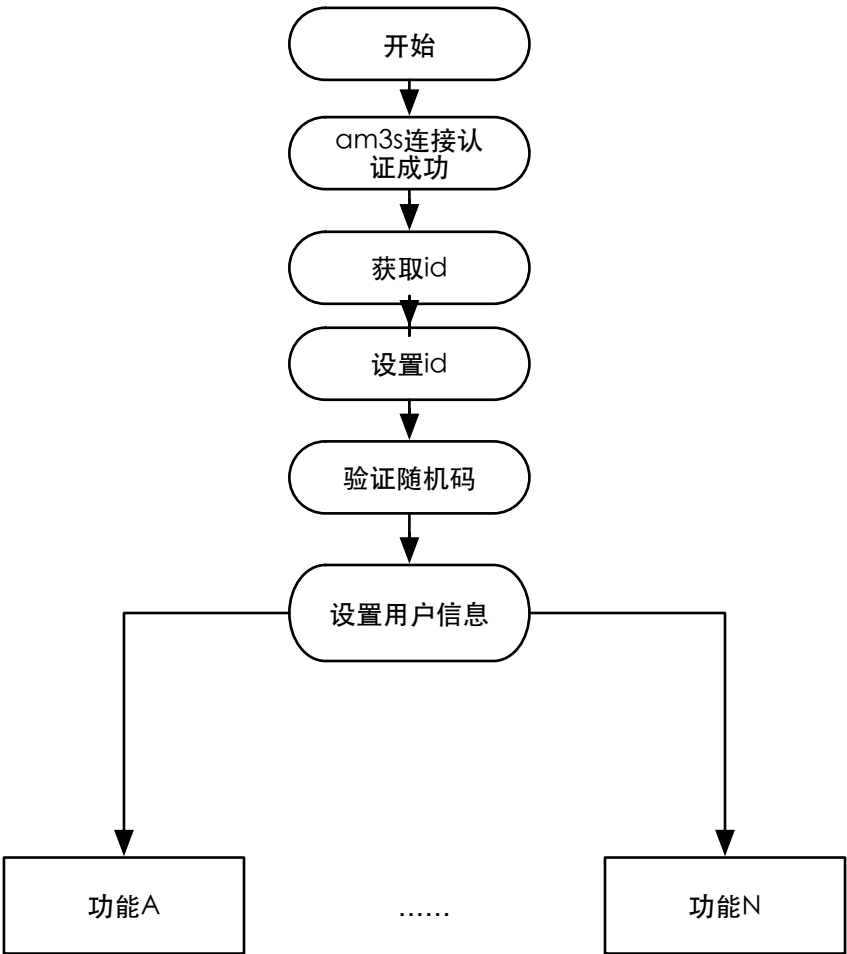 开始
am3s连接认
证成功
获取id
设置id
验证随机码
设置用户信息
功能A
......
功能N